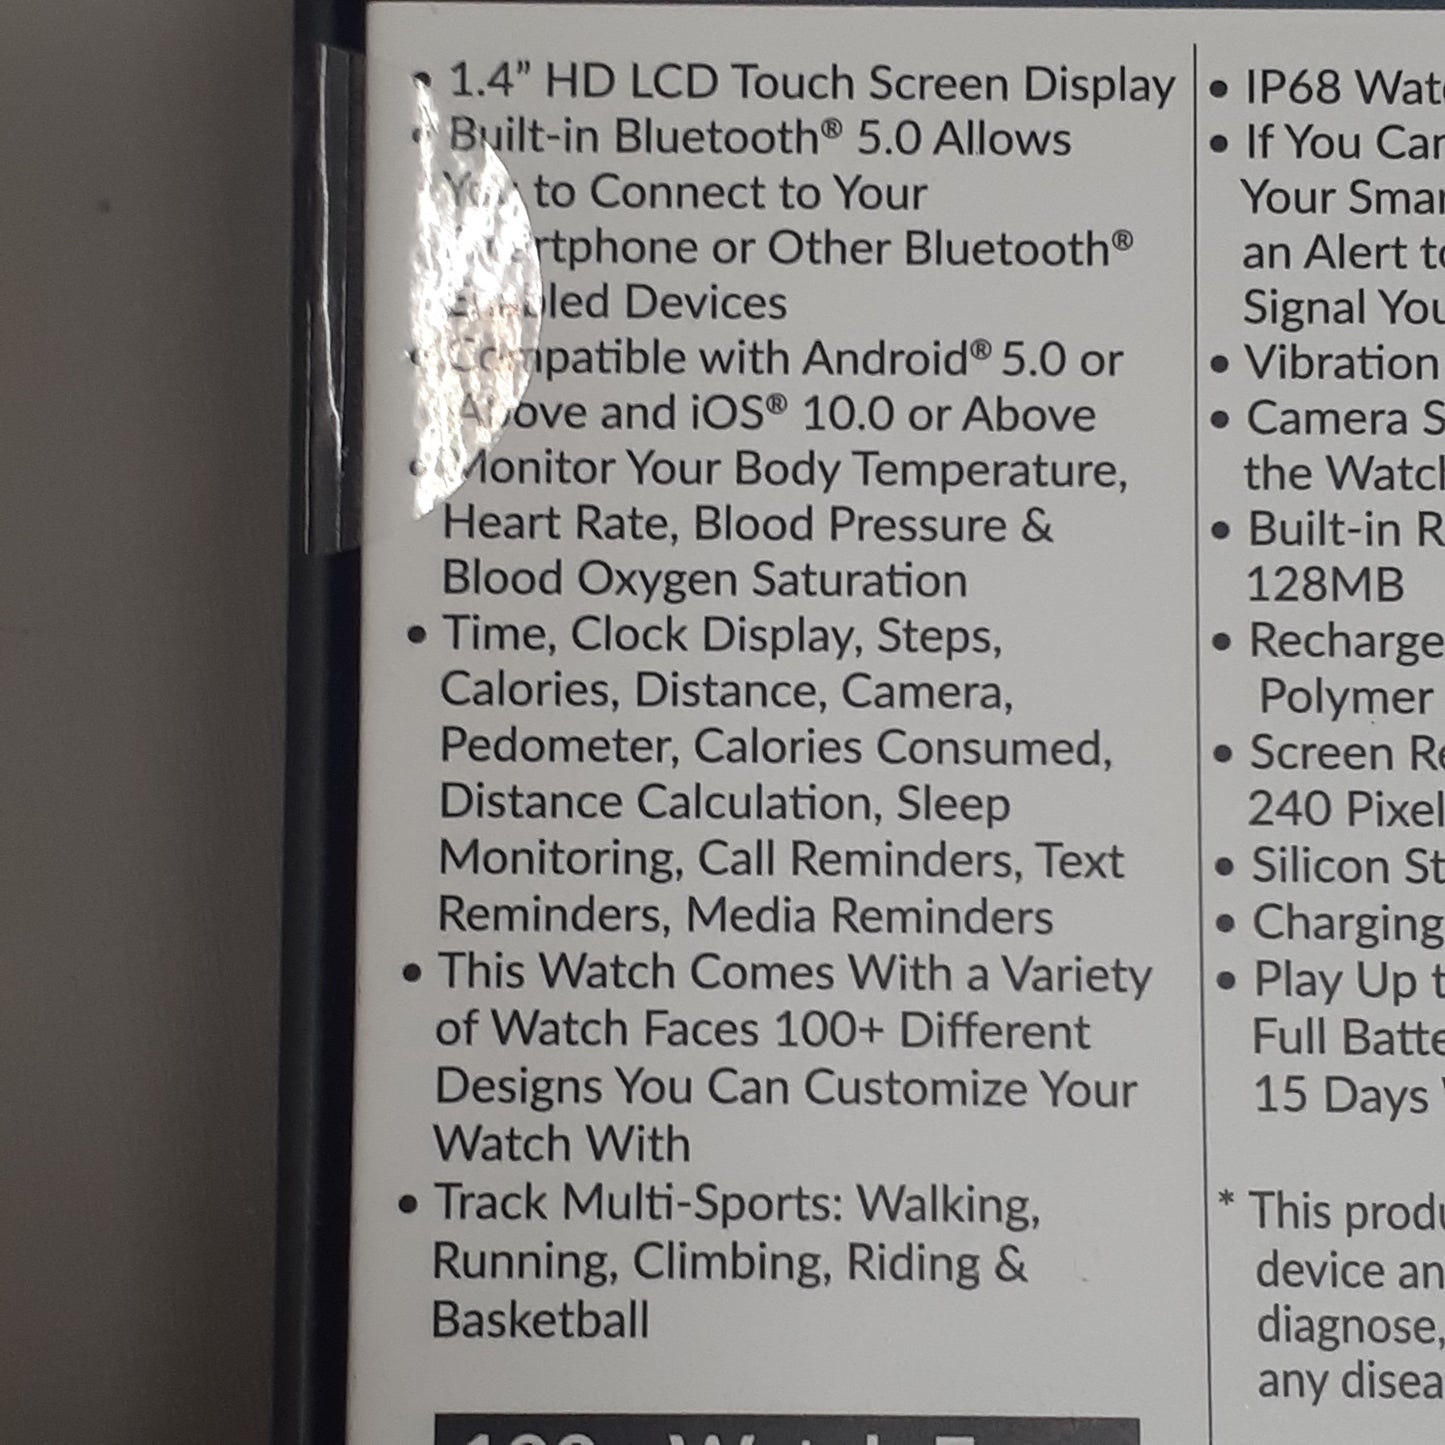 • 1.4” HD LCD Touch Screen Display
• Built-in Bluetooth® 5.0 Allows
You to Connect to Your
or Other Bluetooth®
Devices
• Compatible with Android® 5.0 or
Above and iOS® 10.0 or Above
• Monitor Your Body Temperature,
Heart Rate, Blood Pressure &
Blood Oxygen Saturation
• Time, Clock Display, Steps,
Calories, Distance, Camera,
Pedometer, Calories Consumed,
Distance Calculation, Sleep
Monitoring, Call Reminders, Text
Reminders, Media Reminders
• This Watch Comes With a Variety
of Watch Faces 100+ Different
Designs You Can Customize Your
Watch With
• Track Multi-Sports: Walking,
Running, Climbing, Riding &
Basketball
• IP68
• If You
Your
an Alert
Signal
• Vibration
• Camera
the
• Built-in
128MB
•
Polymer
• Screen
240
• Silicon
• Charging
• Play Up
Full
15 Days
* This
device
diagnose,
any